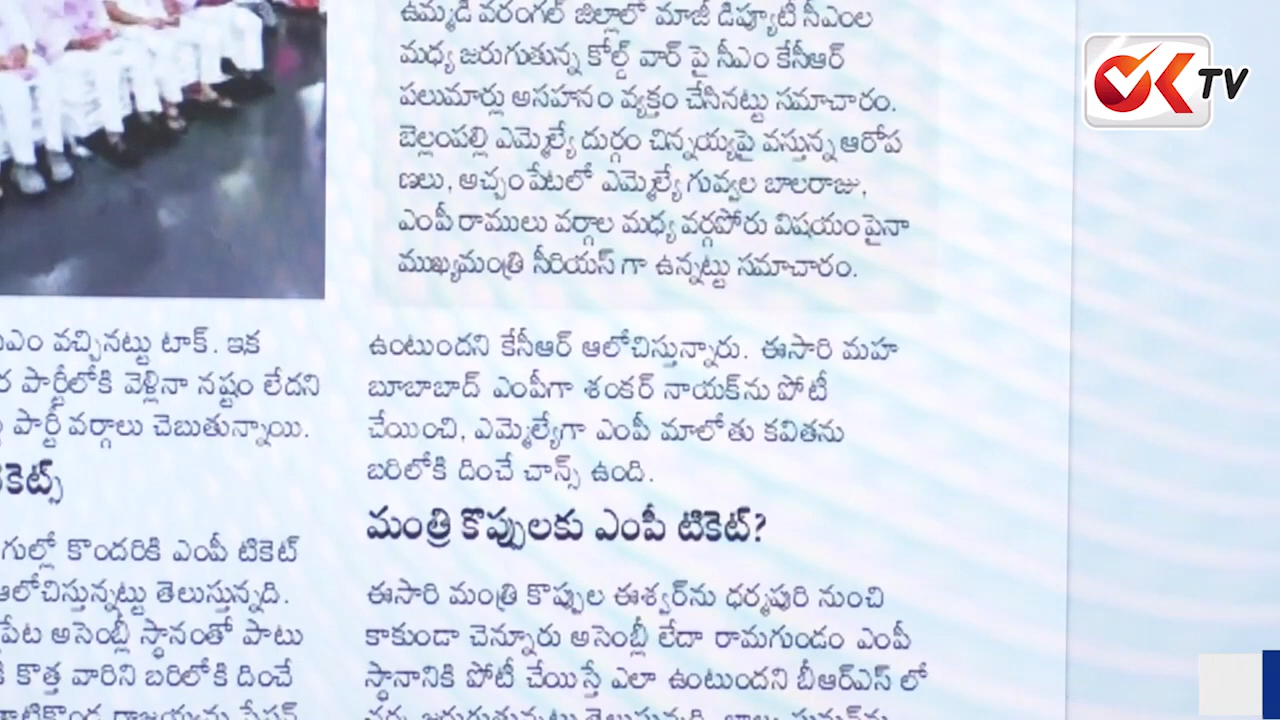 ఉమ్మడి వరంగల్ జిల్లాలో మాజీ డిప్యూటీ సీఎంల
మధ్య జరుగుతున్న కోల్డ్ వార్ పై సీఎం కేసీఆర్
పలుమార్లు అసహనం వ్యక్తం చేసినట్టు సమాచారం.
బెల్లంపల్లి ఎమ్మెల్యే దుర్గం చిన్నయ్యపై వస్తున్న ఆరోప
ణలు, అచ్చంపేటలో ఎమ్మెల్యే గువ్వల బాలరాజు,
ఎంపీ రాములు వర్గాల మధ్య వర్గపోరు విషయంపైనా
ముఖ్యమంత్రి సీరియస్ గా ఉన్నట్టు సమాచారం.
వచ్చినట్టు టాక్. ఇక
పార్టీలోకి వెళ్లినా నష్టం లేదని
పార్టీ వర్గాలు చెబుతున్నాయి.
కొందరికి ఎంపీ టికెట్
ఆలోచిస్తున్నట్టు తెలుస్తున్నది.
అసెంబ్లీ స్థానంతో పాటు
కొత్త వారిని బరిలోకి దించే
ఉంటుందని కేసీఆర్ ఆలోచిస్తున్నారు. ఈసారి మహ
బూబాబాద్ ఎంపీగా శంకర్ నాయక్‌ను పోటీ
చేయించి, ఎమ్మెల్యేగా ఎంపీ మాలోతు కవితను
బరిలోకి దించే చాన్స్ ఉంది.
మంత్రి కొప్పులకు ఎంపీ టికెట్?
ఈసారి మంత్రి కొప్పుల ఈశ్వర్‌ను ధర్మపురి నుంచి
కాకుండా చెన్నూరు అసెంబ్లీ లేదా రామగుండం ఎంపీ
స్థానానికి పోటీ చేయిస్తే ఎలా ఉంటుందని బీఆర్ఎస్ లో
OK TV